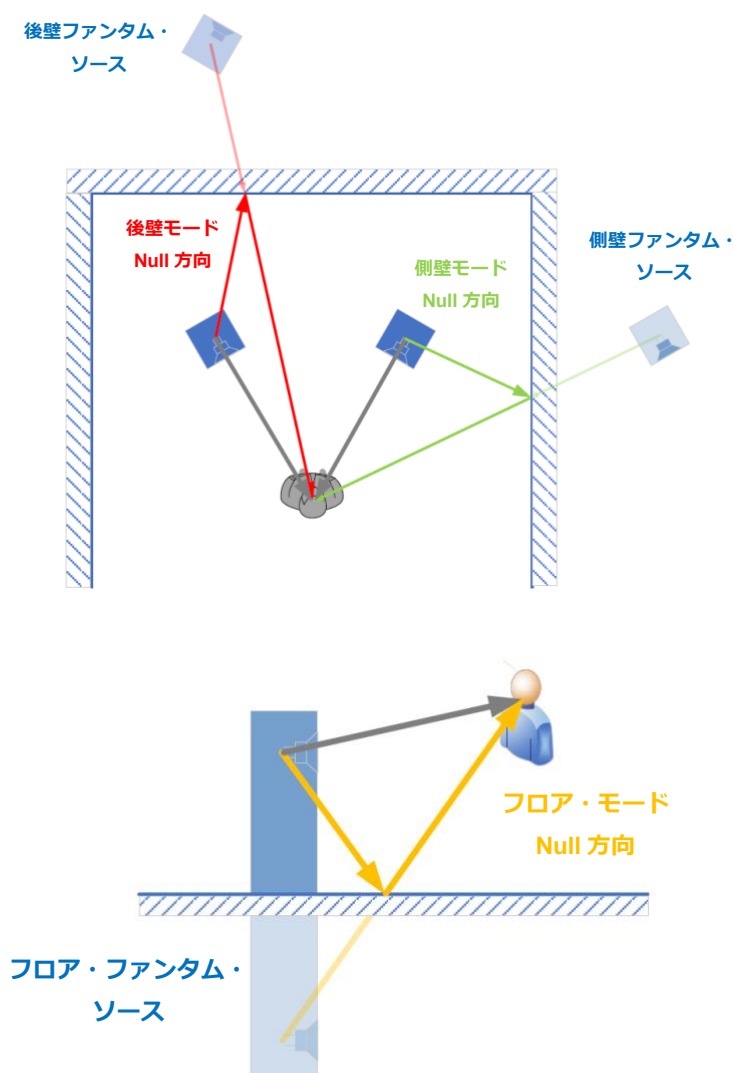 後壁ファンタム・
ソース
後壁モード
Null 方向
側壁モード
Null 方向
側壁ファンタム・
ソース
フロア・モード
Null 方向
フロア・ファンタム・
ソース